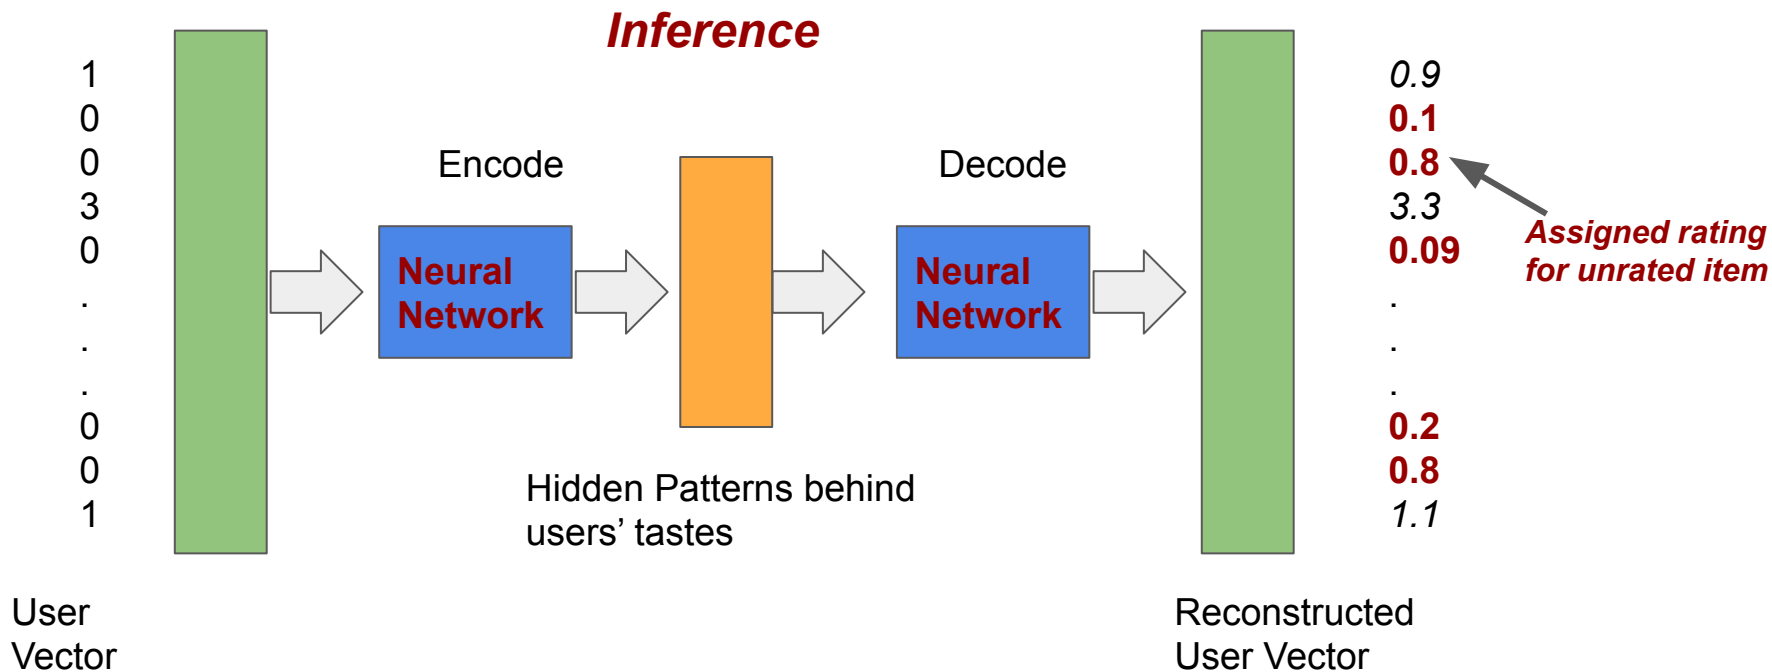 Inference
1
0
0
3
0
.
.
.
0
0
1
User
Vector
Encode
Neural
Network
Hidden Patterns behind
users’ tastes
Decode
Neural
Network
0.9
0.1
0.8
3.3
0.09
.
.
.
0.2
0.8
1.1
Assigned rating
for unrated item
Reconstructed
User Vector